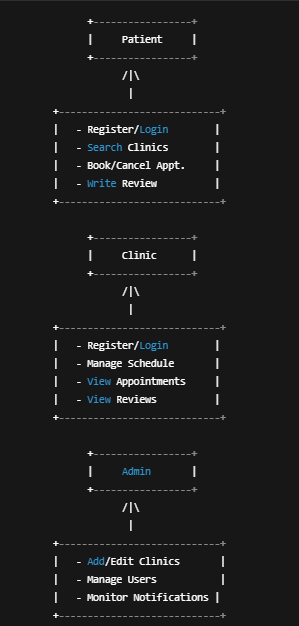 +-----------------+
|     Patient     |
+-----------------+
/|\
|
+----------------------------+
|   - Register/Login        |
|   - Search Clinics        |
|   - Book/Cancel Appt.     |
|   - Write Review          |
+----------------------------+
+-----------------+
|     Clinic      |
+-----------------+
/|\
|
+----------------------------+
|   - Register/Login        |
|   - Manage Schedule       |
|   - View Appointments     |
|   - View Reviews          |
+----------------------------+
+-----------------+
|     Admin       |
+-----------------+
/|\
|
+----------------------------+
|   - Add/Edit Clinics       |
|   - Manage Users          |
|   - Monitor Notifications |
+----------------------------+